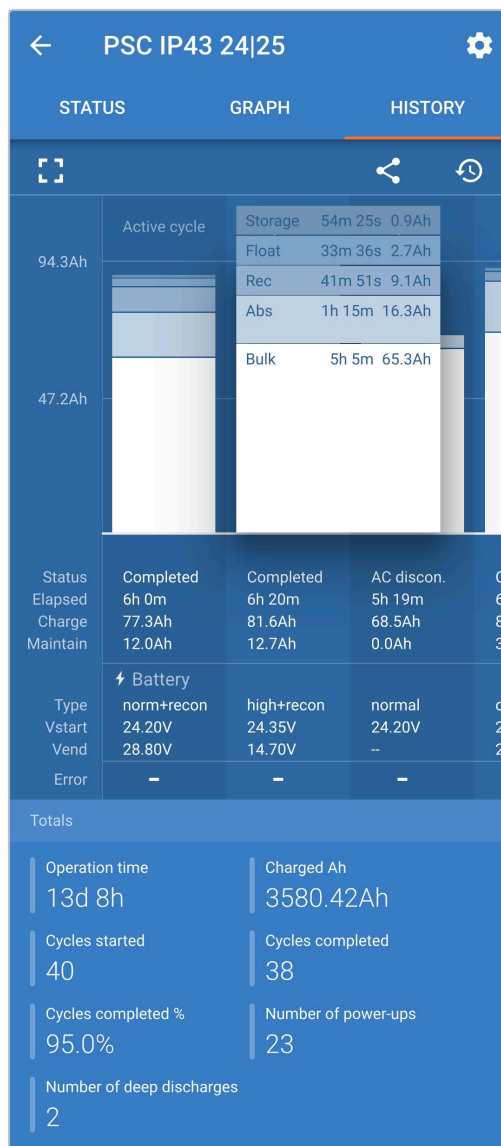 PSC IP43 24|25
STATUS GRAPH HISTORY
Active cycle
94.3Ah
47.2Ah
Storage 54m 25s 0.9Ah
Float 33m 36s 2.7Ah
Rec 41m 51s 9.1Ah
Abs 1h 15m 16.3Ah
Bulk 5h 5m 65.3Ah
Status Completed Completed AC discon.
Elapsed 6h 0m 6h 20m 5h 19m
Charge 77.3Ah 81.6Ah 68.5Ah
Maintain 12.0Ah 12.7Ah 0.0Ah
Battery
Type norm+recon high+recon normal
Vstart 24.20V 24.35V 24.20V
Vend 28.80V 14.70V --
Error – – –
Totals
Operation time Charged Ah
13d 8h 3580.42Ah
Cycles started Cycles completed
40 38
Cycles completed % Number of power-ups
95.0% 23
Number of deep discharges
2